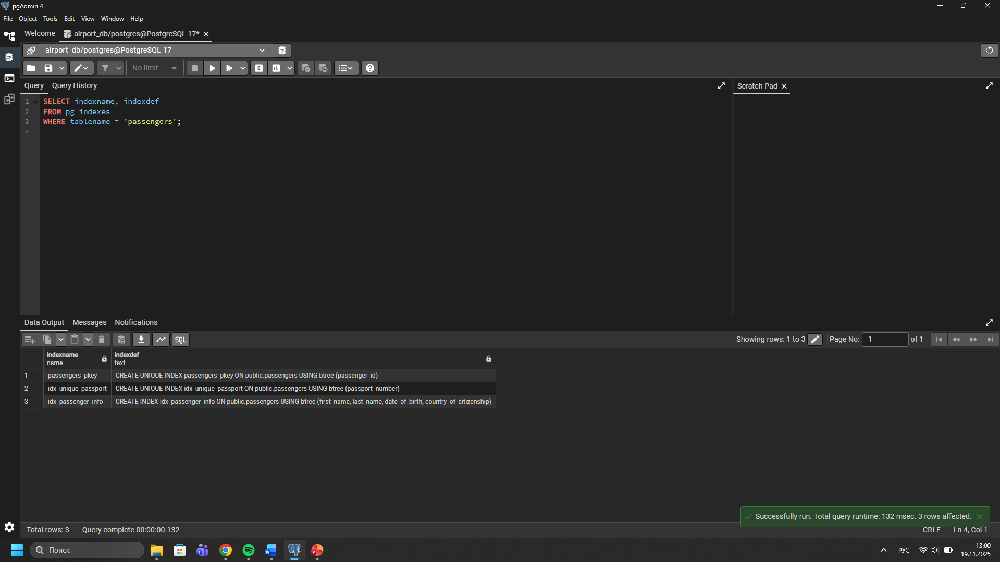 pgAdmin 4
File Object Tools Edit View Window Help
Welcome airport_db/postgres@PostgreSQL 17*
airport_db/postgres@PostgreSQL 17
No limit
E
Query Query History
Scratch Pad
1 SELECT indexname, indexdef
2 FROM pg_indexes
3 WHERE tablename = 'passengers';
4
Data Output Messages Notifications
SQL
Showing rows: 1 to 3 Page No: 1 of 1
indexname indexdef
name text
1 passengers_pkey CREATE UNIQUE INDEX passengers_pkey ON public.passengers USING btree (passenger_id)
2 idx_unique_passport CREATE UNIQUE INDEX idx_unique_passport ON public.passengers USING btree (passport_number)
3 idx_passenger_info CREATE INDEX idx_passenger_info ON public.passengers USING btree (first_name, last_name, date_of_birth, country_of_citizenship)
Successfully run. Total query runtime: 132 msec. 3 rows affected.
Total rows: 3 Query complete 00:00:00.132 CRLF Ln 4, Col 1
Поиск
РУС
13:00
19.11.2025